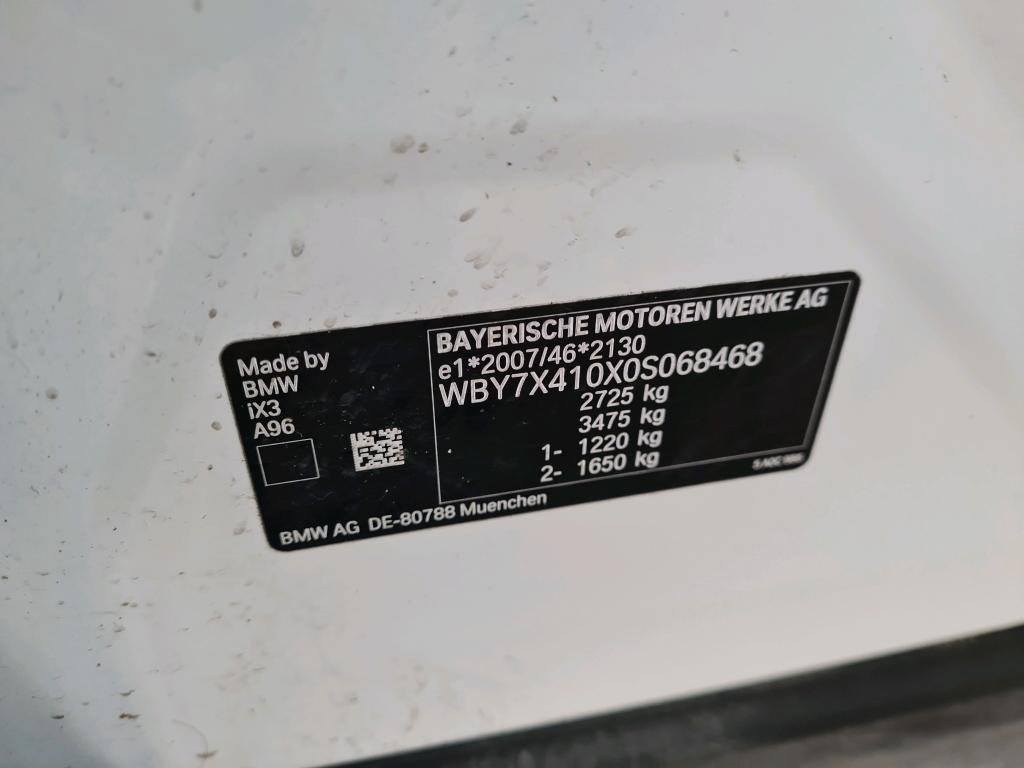 Made by
BMW
iX3
A96
BAYERISCHE MOTOREN WERKE AG
e1*2007/46*2130
WBY7X410X0S068468
2725 kg
3475 kg
1- 1220 kg
2- 1650 kg
BMW AG DE-80788 Muenchen